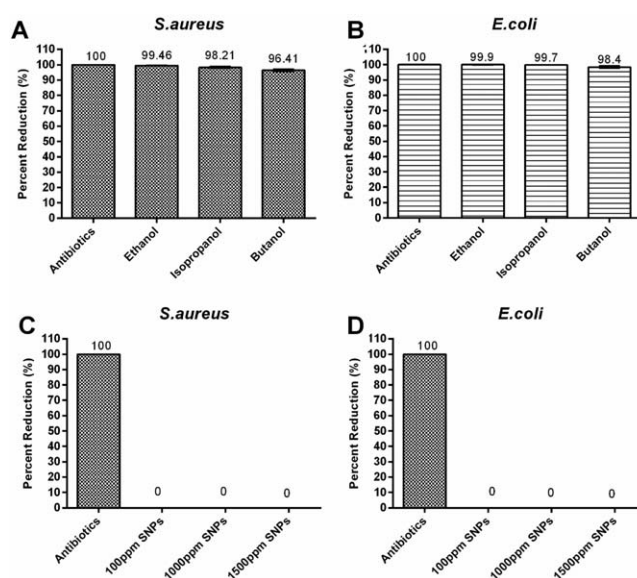 A
S.aureus
Percent Reduction (%)
110
100
90
80
70
60
50
40
30
20
10
0
100
99.46
98.21
96.41
Antibiotics
Ethanol
Isopropanol
Butanol
B
E.coli
Percent Reduction (%)
110
100
90
80
70
60
50
40
30
20
10
0
100
99.9
99.7
98.4
Antibiotics
Ethanol
Isopropanol
Butanol
C
S.aureus
Percent Reduction (%)
110
100
90
80
70
60
50
40
30
20
10
0
100
0
0
0
Antibiotics
100ppm SNPs
1000ppm SNPs
1500ppm SNPs
D
E.coli
Percent Reduction (%)
110
100
90
80
70
60
50
40
30
20
10
0
100
0
0
0
Antibiotics
100ppm SNPs
1000ppm SNPs
1500ppm SNPs